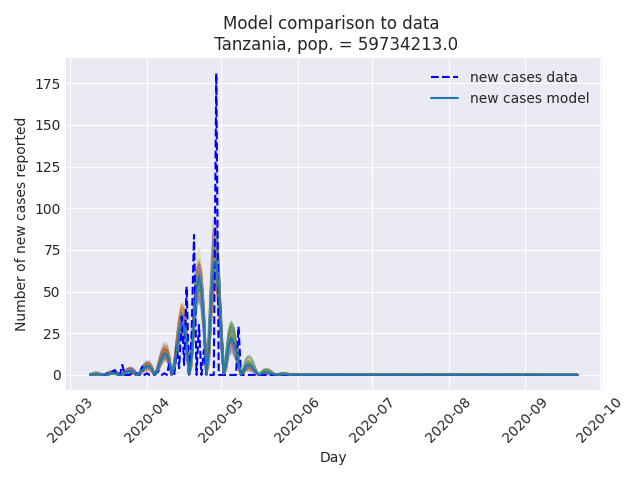 Model comparison to data
Tanzania, pop. = 59734213.0
new cases data
new cases model
Number of new cases reported
175
150
125
100
75
50
25
0
2020-03
2020-04
2020-05
2020-06
2020-07
2020-08
2020-09
2020-10
Day